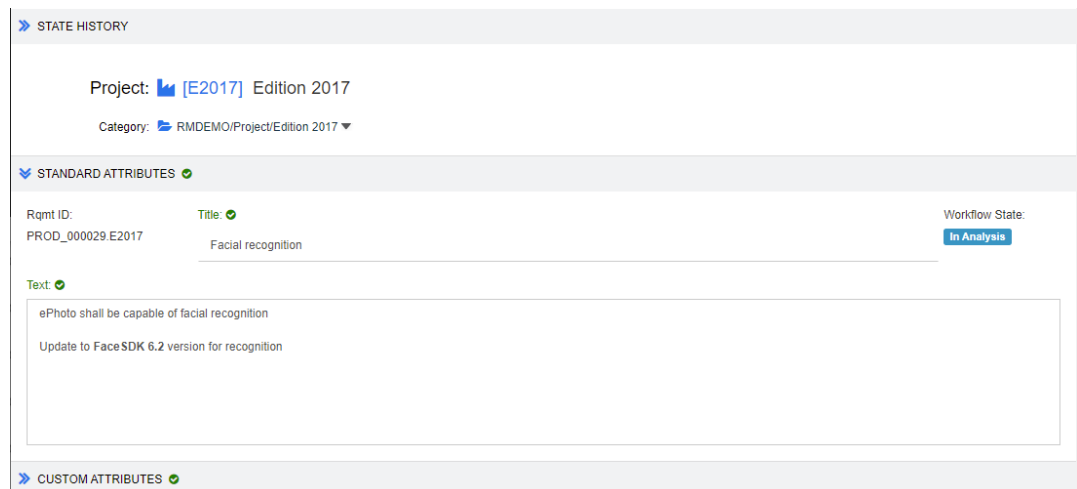 STATE HISTORY
Project: [E2017] Edition 2017
Category: RMDEMO/Project/Edition 2017
STANDARD ATTRIBUTES
Rqmt ID: Title: Workflow State:
PROD_000029.E2017 Facial recognition In Analysis
Text:
ePhoto shall be capable of facial recognition
Update to FaceSDK 6.2 version for recognition
CUSTOM ATTRIBUTES